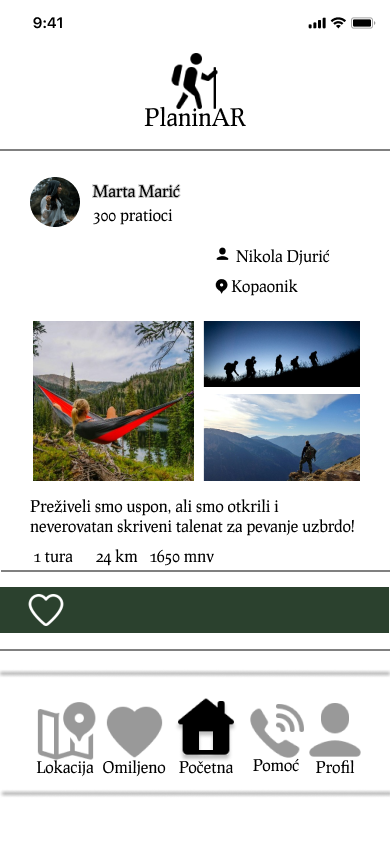 9:41
PlaninAR
Marta Marić
300 pratioci
Nikola Djurić
Kopaonik
Preživeli smo uspon, ali smo otkrili i
neverovatan skriveni talenat za pevanje uzbrdo!
1 tura 24 km 1650 mnv
Lokacija Omiljeno Početna Pomoć Profil